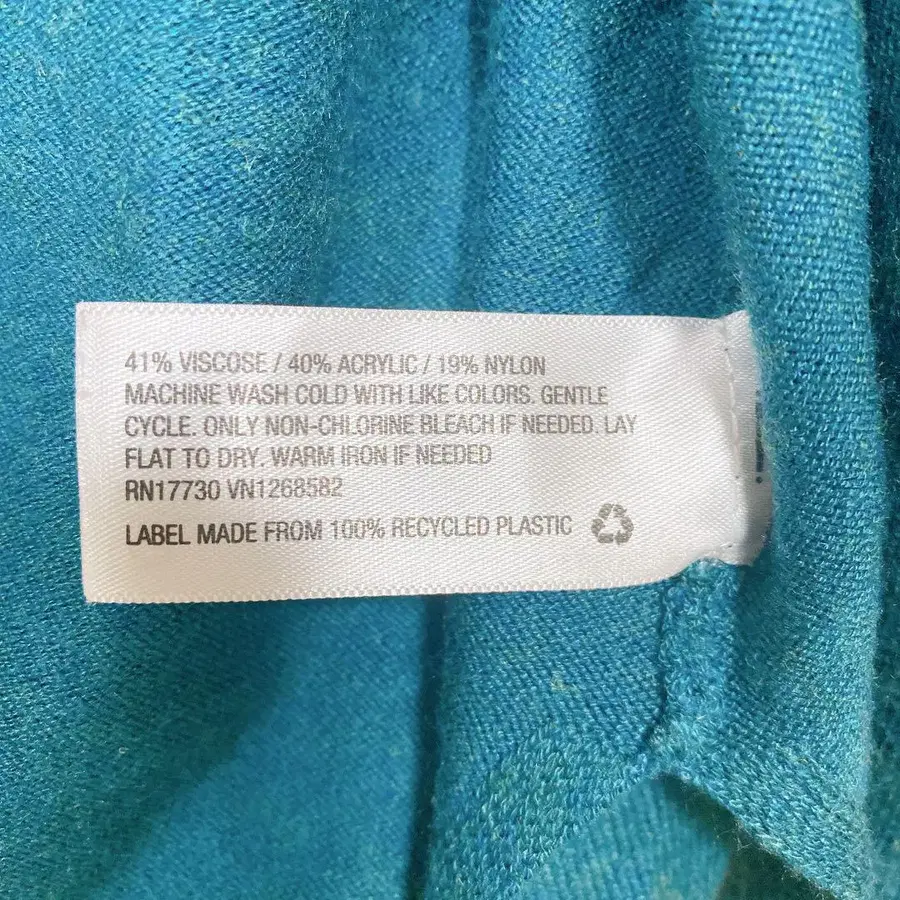 41% VISCOSE / 40% ACRYLIC / 19% NYLON
MACHINE WASH COLD WITH LIKE COLORS. GENTLE
CYCLE. ONLY NON-CHLORINE BLEACH IF NEEDED. LAY
FLAT TO DRY. WARM IRON IF NEEDED
RN17730 VN1268582
LABEL MADE FROM 100% RECYCLED PLASTIC